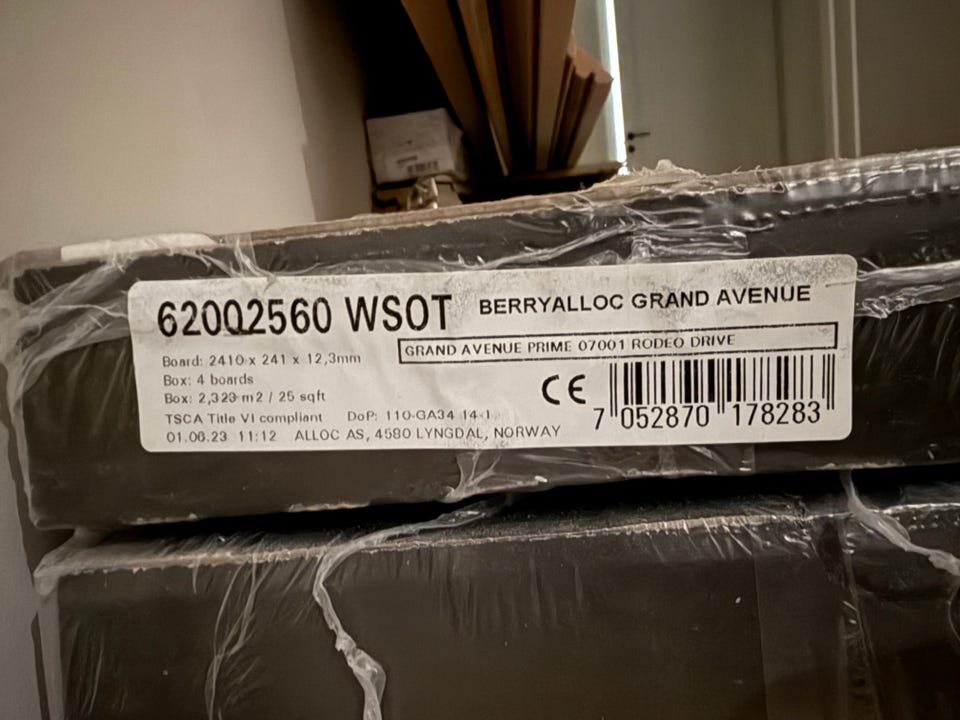 62002560 WSOT BERRYALLOC GRAND AVENUE
GRAND AVENUE PRIME 07001 RODEO DRIVE
Board: 2410 x 241 x 12,3mm
Box: 4 boards
Box: 2,323 m2 / 25 sqft
CE
TSCA Title VI compliant DoP: 110-GA34 14-1
7 052870 178283
01.06.23 11:12 ALLOC AS, 4580 LYNGDAL, NORWAY